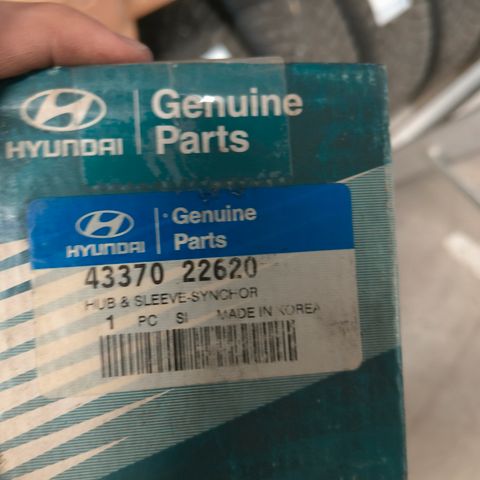 HYUNDAI
Genuine
Parts
HYUNDAI
Genuine
Parts
43370 22620
HUB & SLEEVE-SYNCHOR
1 PC SI MADE IN KOREA